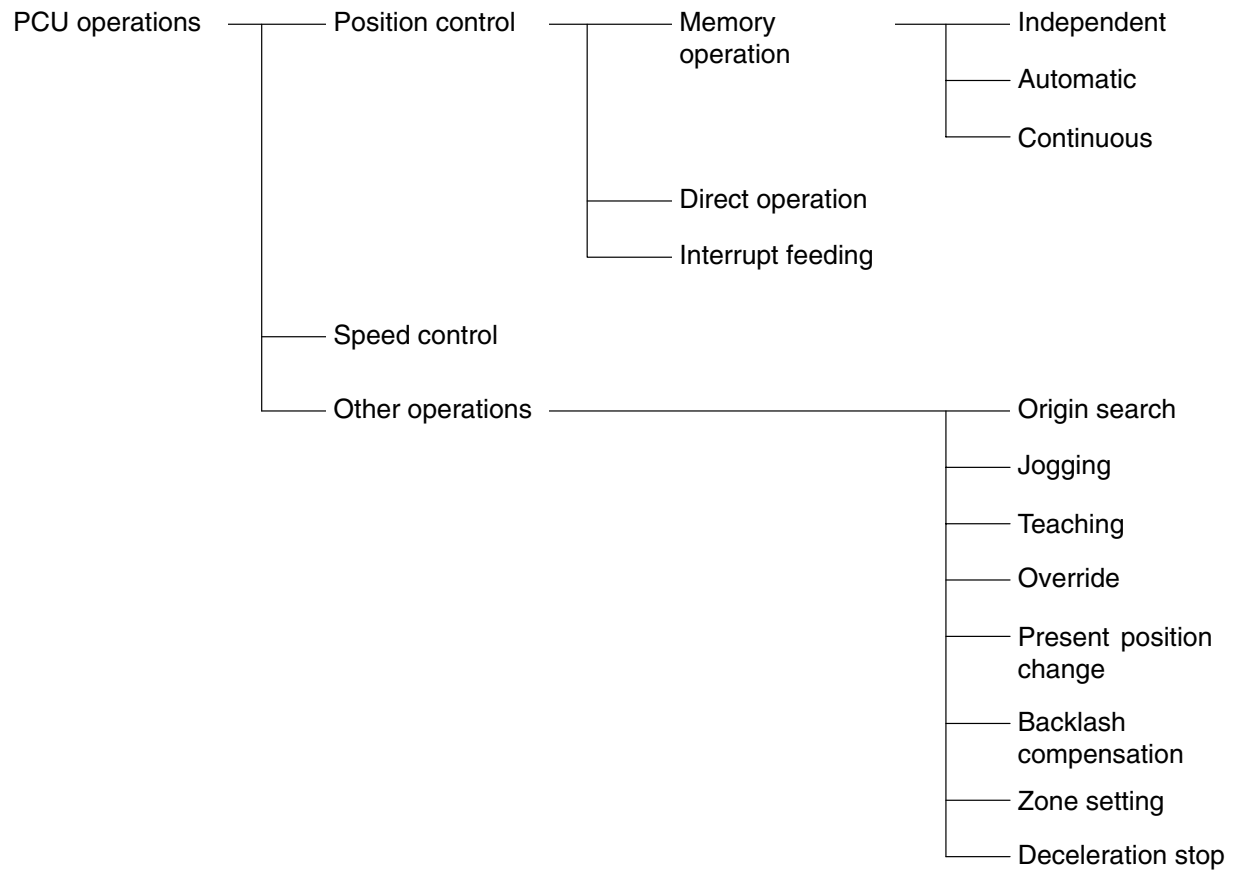 PCU operations
Position control
Memory
operation
Independent
Automatic
Continuous
Direct operation
Interrupt feeding
Speed control
Other operations
Origin search
Jogging
Teaching
Override
Present position
change
Backlash
compensation
Zone setting
Deceleration stop